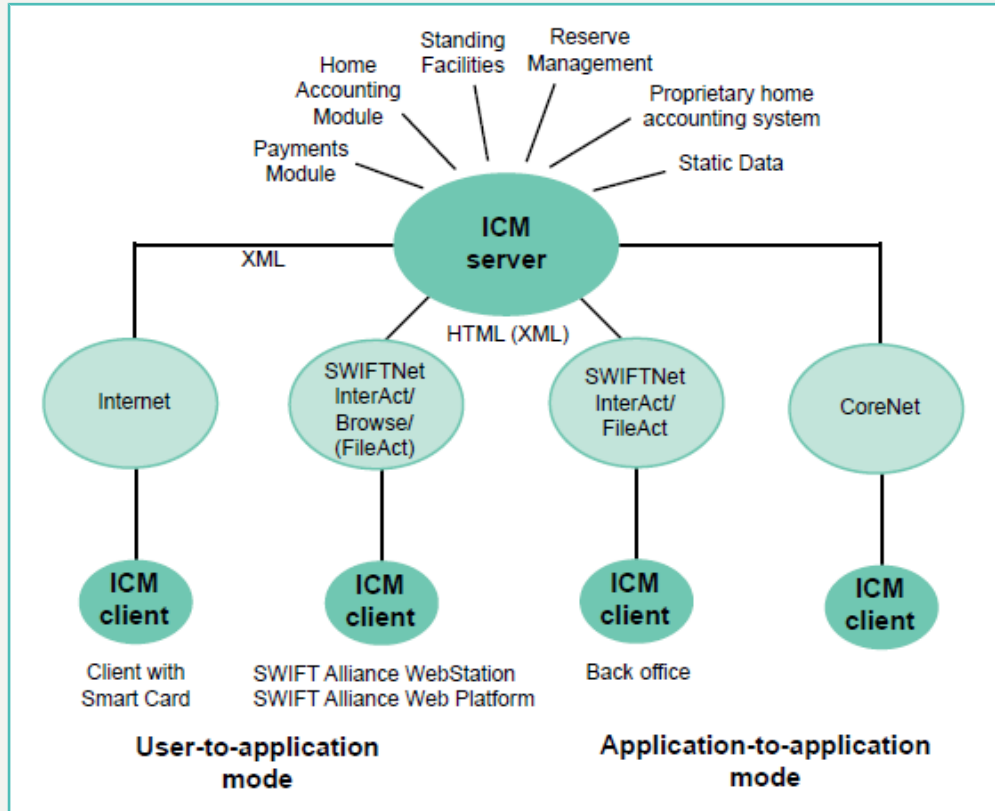 Standing
Facilities
Reserve
Management
Home
Accounting
Module
Proprietary home
accounting system
Payments
Module
Static Data
ICM
server
XML
HTML (XML)
Internet
SWIFTNet
InterAct/
Browse/
(FileAct)
SWIFTNet
InterAct/
FileAct
CoreNet
ICM
client
ICM
client
ICM
client
ICM
client
Client with
Smart Card
SWIFT Alliance WebStation
SWIFT Alliance Web Platform
Back office
User-to-application
mode
Application-to-application
mode